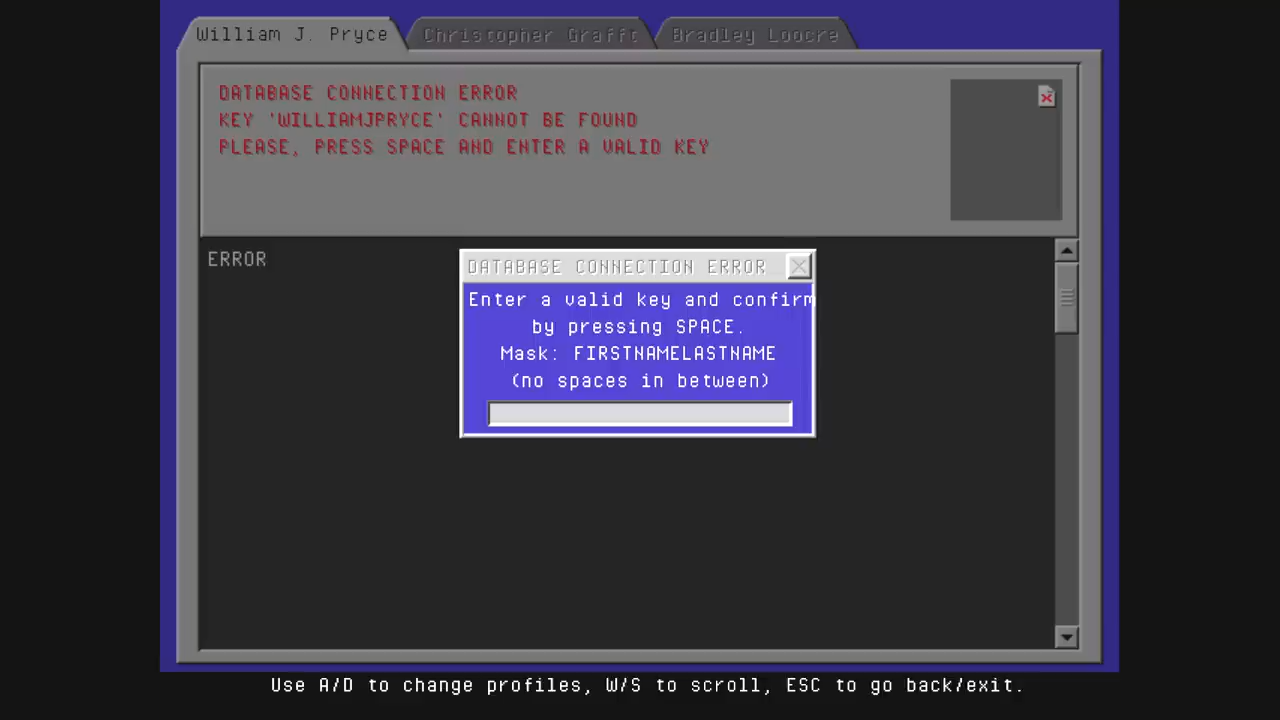 William J. Pryce
Christopher Grafft
Bradley Loocre
DATABASE CONNECTION ERROR
KEY 'WILLIAMJPRYCE' CANNOT BE FOUND
PLEASE, PRESS SPACE AND ENTER A VALID KEY
ERROR
DATABASE CONNECTION ERROR
Enter a valid key and confirm
by pressing SPACE.
Mask: FIRSTNAMELASTNAME
(no spaces in between)
Use A/D to change profiles, W/S to scroll, ESC to go back/exit.